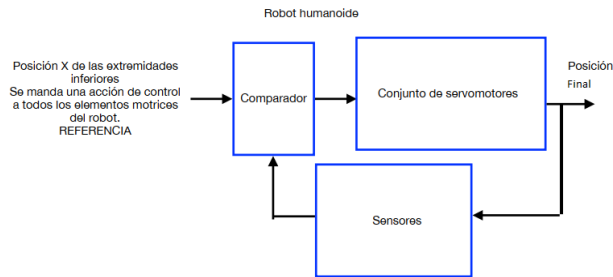 Robot humanoide
Posición X de las extremidades
inferiores
Se manda una acción de control
a todos los elementos motrices
del robot.
REFERENCIA
Comparador
Conjunto de servomotores
Posición
Final
Sensores